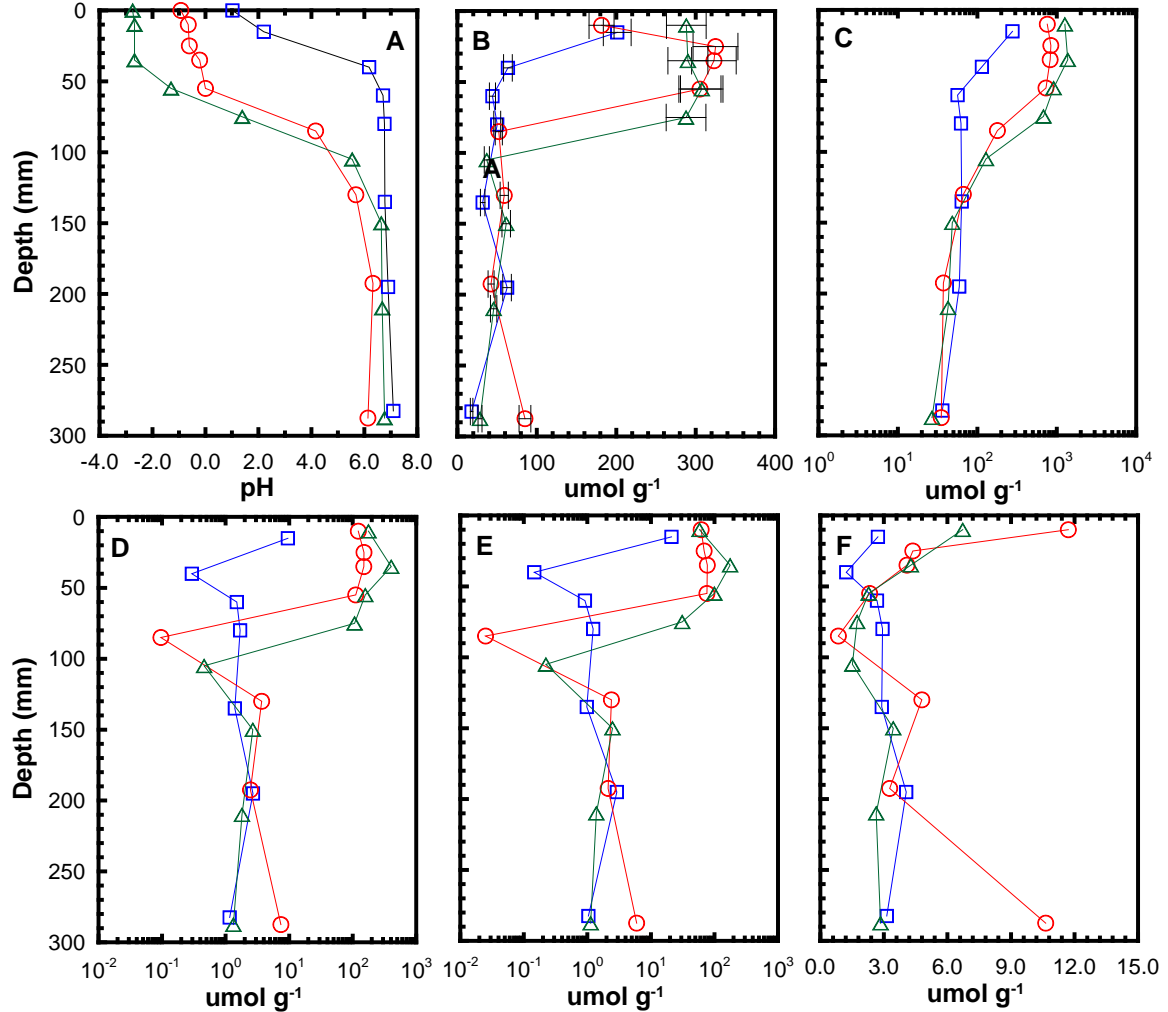 A
B
C
0
50
100
150
200
250
300
Depth (mm)
A
-4.0 -2.0 0.0 2.0 4.0 6.0 8.0
pH
0 100 200 300 400
umol g-1
10^0 10^1 10^2 10^3 10^4
umol g-1
D
E
F
0
50
100
150
200
250
300
Depth (mm)
10^-2 10^-1 10^0 10^1 10^2 10^3
umol g-1
10^-2 10^-1 10^0 10^1 10^2 10^3
umol g-1
0.0 3.0 6.0 9.0 12.0 15.0
umol g-1